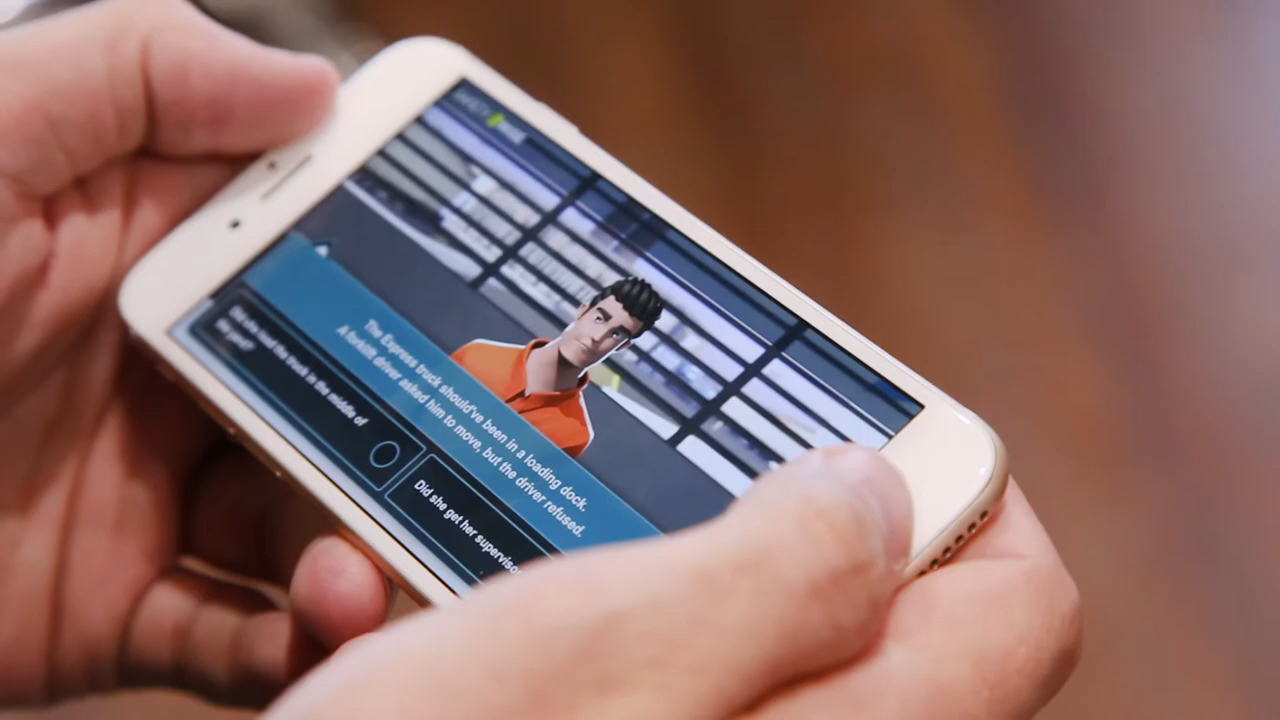 The Express truck should've been in a loading dock.
A forklift driver asked him to move, but the driver refused.
Did she load the truck in the middle of
the yard?
Did she get her supervisor